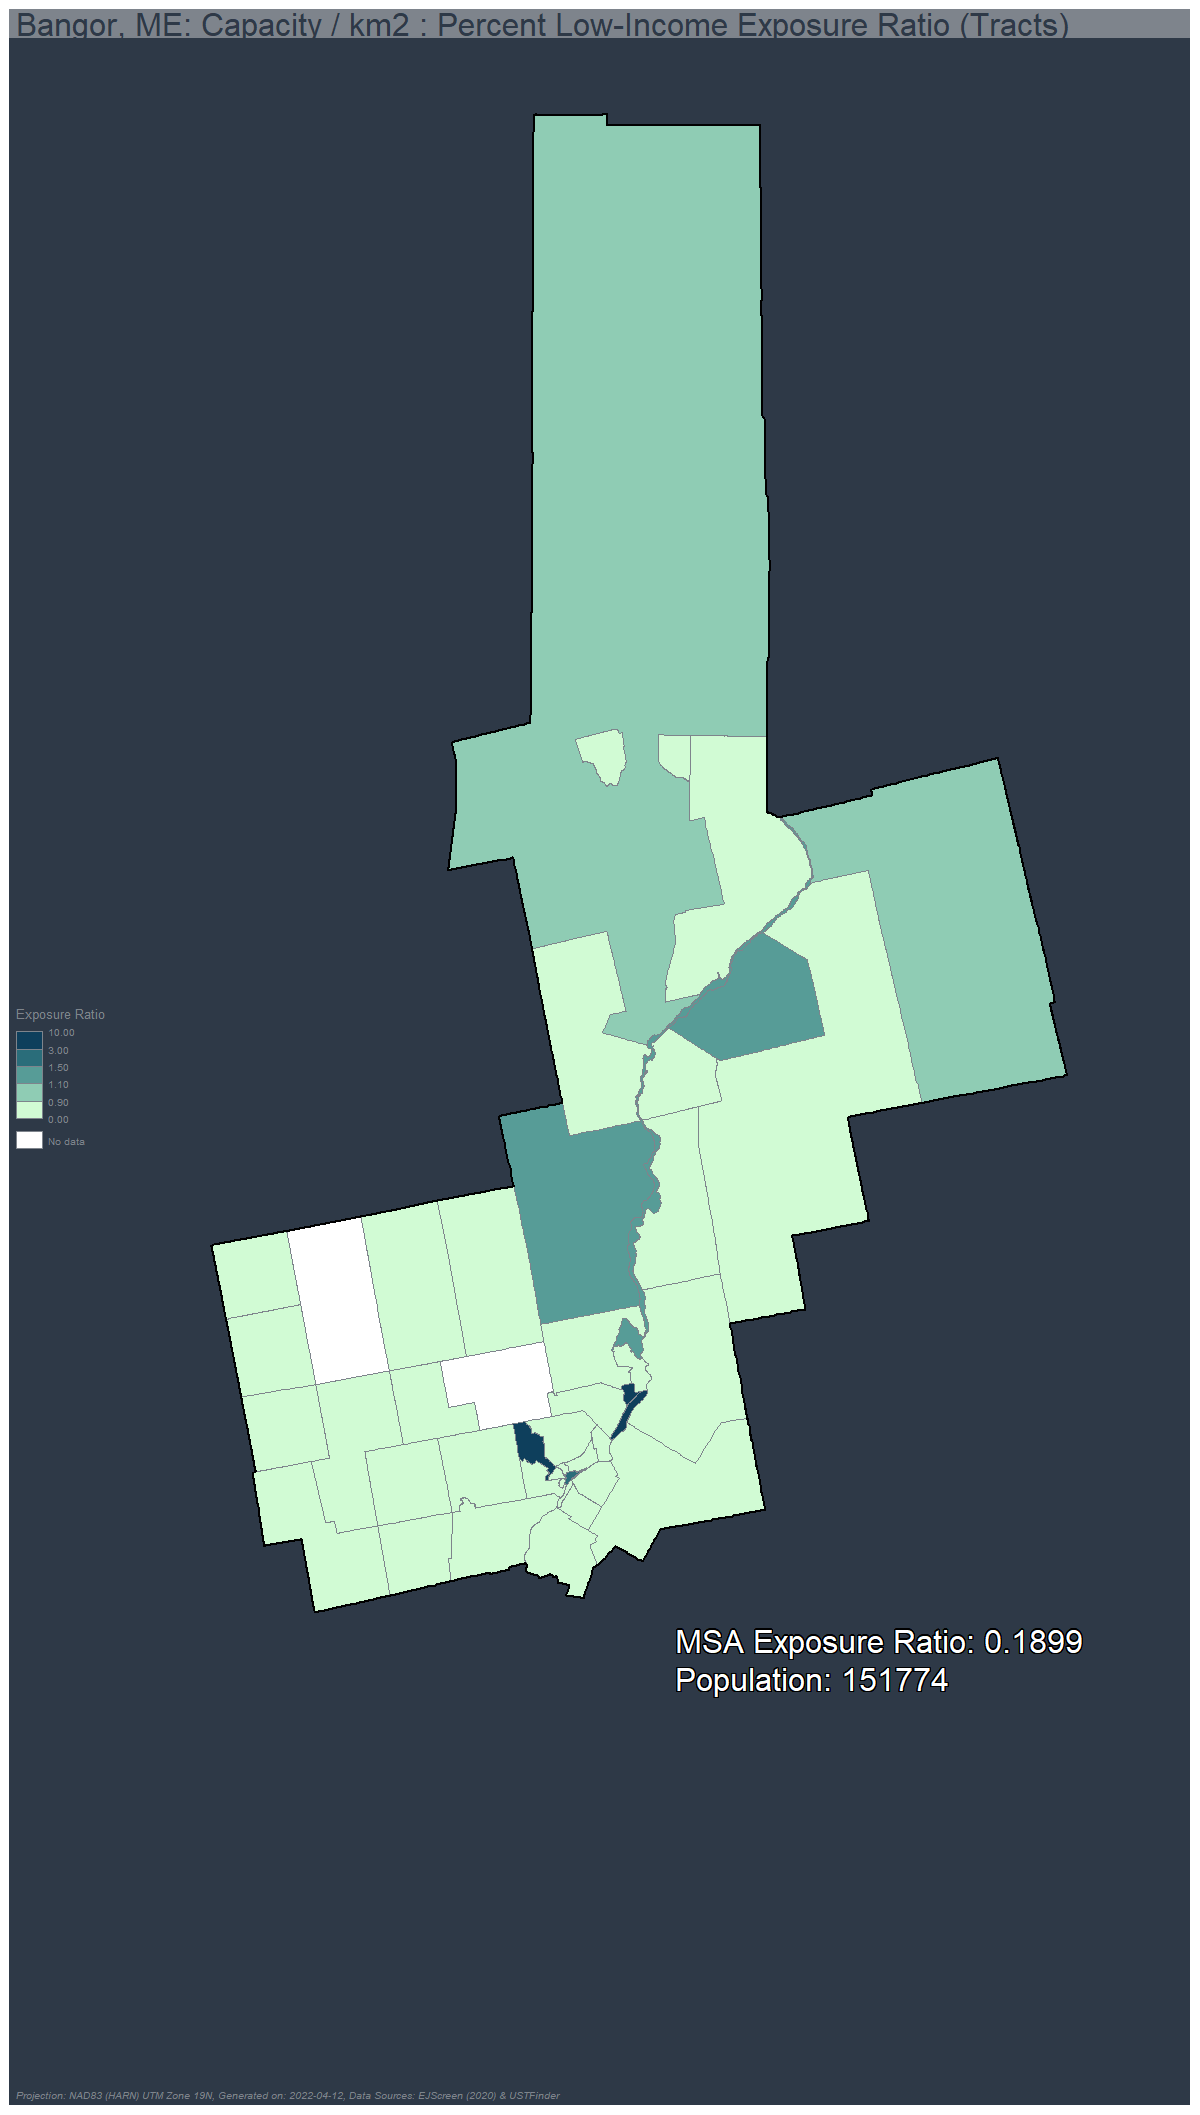 Bangor, ME: Capacity / km2 : Percent Low-Income Exposure Ratio (Tracts)
Exposure Ratio
10.00
3.00
1.50
1.10
0.90
0.00
No data
MSA Exposure Ratio: 0.1899
Population: 151774
Projection: NAD83 (HARN) UTM Zone 19N, Generated on: 2022-04-12, Data Sources: EJScreen (2020) & USTFinder